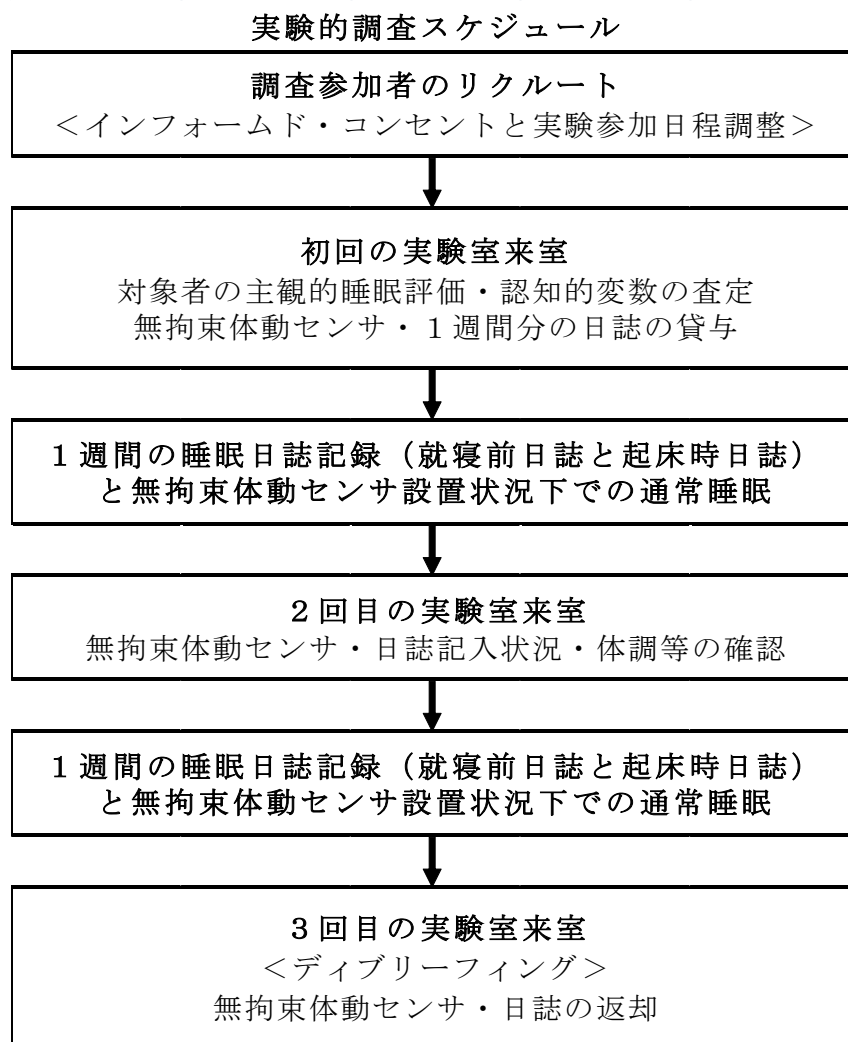 実験的調査スケジュール
調査参加者のリクルート
＜インフォームド・コンセントと実験参加日程調整＞
初回の実験室来室
対象者の主観的睡眠評価・認知的変数の査定
無拘束体動センサ・１週間分の日誌の貸与
１週間の睡眠日誌記録（就寝前日誌と起床時日誌）
と無拘束体動センサ設置状況下での通常睡眠
２回目の実験室来室
無拘束体動センサ・日誌記入状況・体調等の確認
１週間の睡眠日誌記録（就寝前日誌と起床時日誌）
と無拘束体動センサ設置状況下での通常睡眠
３回目の実験室来室
＜ディブリーフィング＞
無拘束体動センサ・日誌の返却